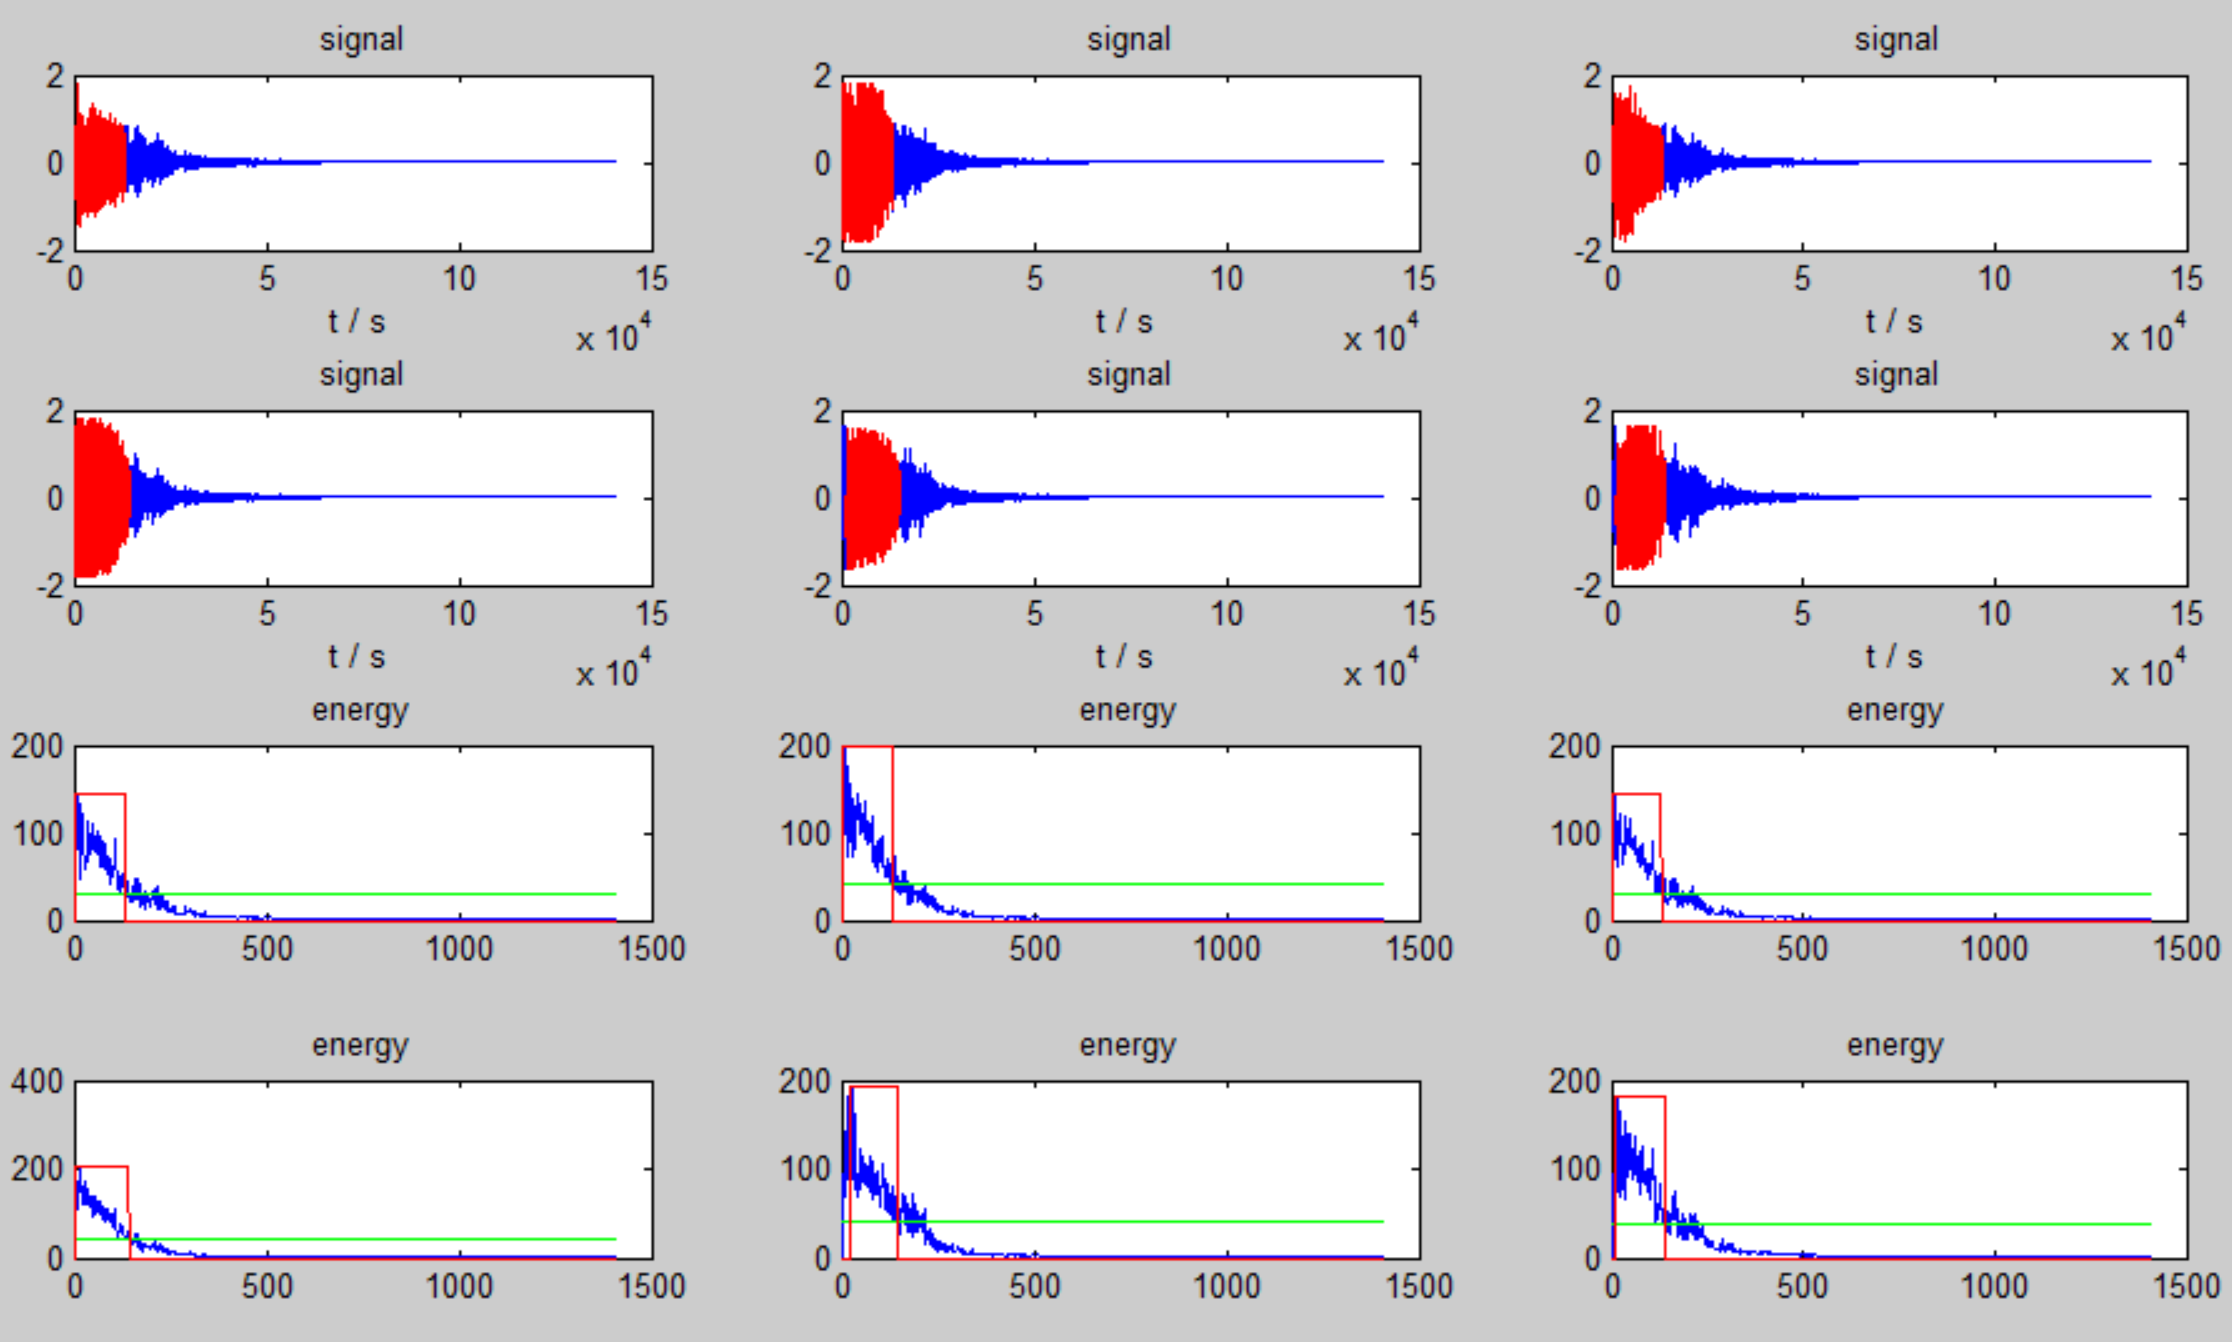 signal signal signal
2 2 2
0 0 0
-2 -2 -2
0 5 10 15 0 5 10 15 0 5 10 15
t / s t / s t / s
x 10^4 x 10^4 x 10^4
signal signal signal
2 2 2
0 0 0
-2 -2 -2
0 5 10 15 0 5 10 15 0 5 10 15
t / s t / s t / s
x 10^4 x 10^4 x 10^4
energy energy energy
200 200 200
100 100 100
0 0 0
0 500 1000 1500 0 500 1000 1500 0 500 1000 1500
energy energy energy
400 200 200
200 100 100
0 0 0
0 500 1000 1500 0 500 1000 1500 0 500 1000 1500